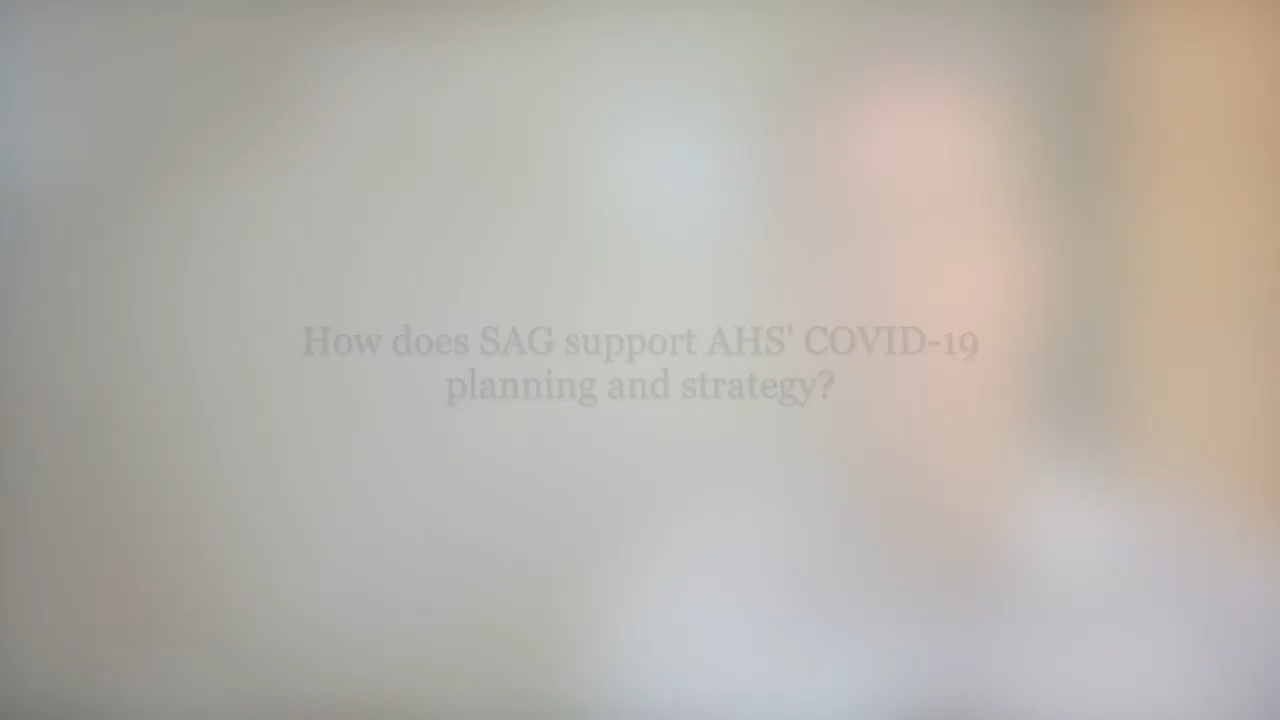 How does SAG support AHS' COVID-19
planning and strategy?